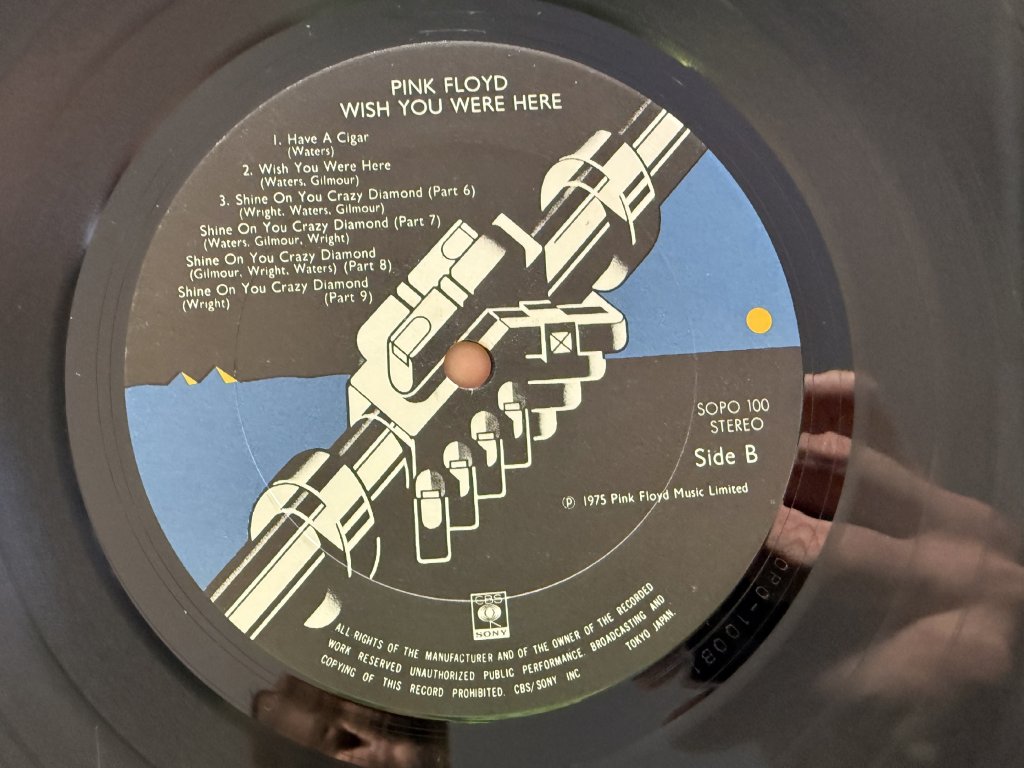 PINK FLOYD
WISH YOU WERE HERE
1. Have A Cigar
(Waters)
2. Wish You Were Here
(Waters, Gilmour)
3. Shine On You Crazy Diamond (Part 6)
(Wright, Waters, Gilmour)
Shine On You Crazy Diamond (Part 7)
(Waters, Gilmour, Wright)
Shine On You Crazy Diamond
(Gilmour, Wright, Waters) (Part 8)
Shine On You Crazy Diamond
(Wright) (Part 9)
SOPO 100
STEREO
Side B
Ⓟ 1975 Pink Floyd Music Limited
CBS
SONY
ALL RIGHTS OF THE MANUFACTURER AND OF THE OWNER OF THE RECORDED
WORK RESERVED UNAUTHORIZED PUBLIC PERFORMANCE. BROADCASTING AND
COPYING OF THIS RECORD PROHIBITED. CBS/SONY INC TOKYO JAPAN.